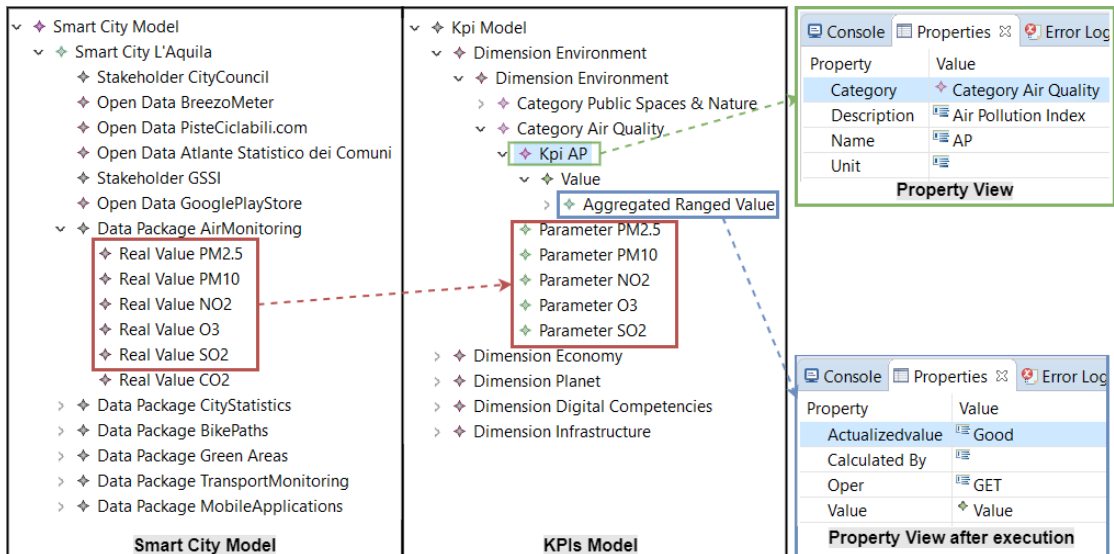 Smart City Model
Smart City L'Aquila
Stakeholder CityCouncil
Open Data BreezoMeter
Open Data PisteCiclabili.com
Open Data Atlante Statistico dei Comuni
Stakeholder GSSI
Open Data GooglePlayStore
Data Package AirMonitoring
Real Value PM2.5
Real Value PM10
Real Value NO2
Real Value O3
Real Value SO2
Real Value CO2
Data Package CityStatistics
Data Package BikePaths
Data Package Green Areas
Data Package TransportMonitoring
Data Package MobileApplications
Smart City Model
Kpi Model
Dimension Environment
Dimension Environment
Category Public Spaces & Nature
Category Air Quality
Kpi AP
Value
Aggregated Ranged Value
Parameter PM2.5
Parameter PM10
Parameter NO2
Parameter O3
Parameter SO2
Dimension Economy
Dimension Planet
Dimension Digital Competencies
Dimension Infrastructure
KPIs Model
Console Properties Error Log
Property Value
Category Category Air Quality
Description Air Pollution Index
Name AP
Unit
Property View
Console Properties Error Log
Property Value
Actualizedvalue Good
Calculated By
Oper GET
Value Value
Property View after execution